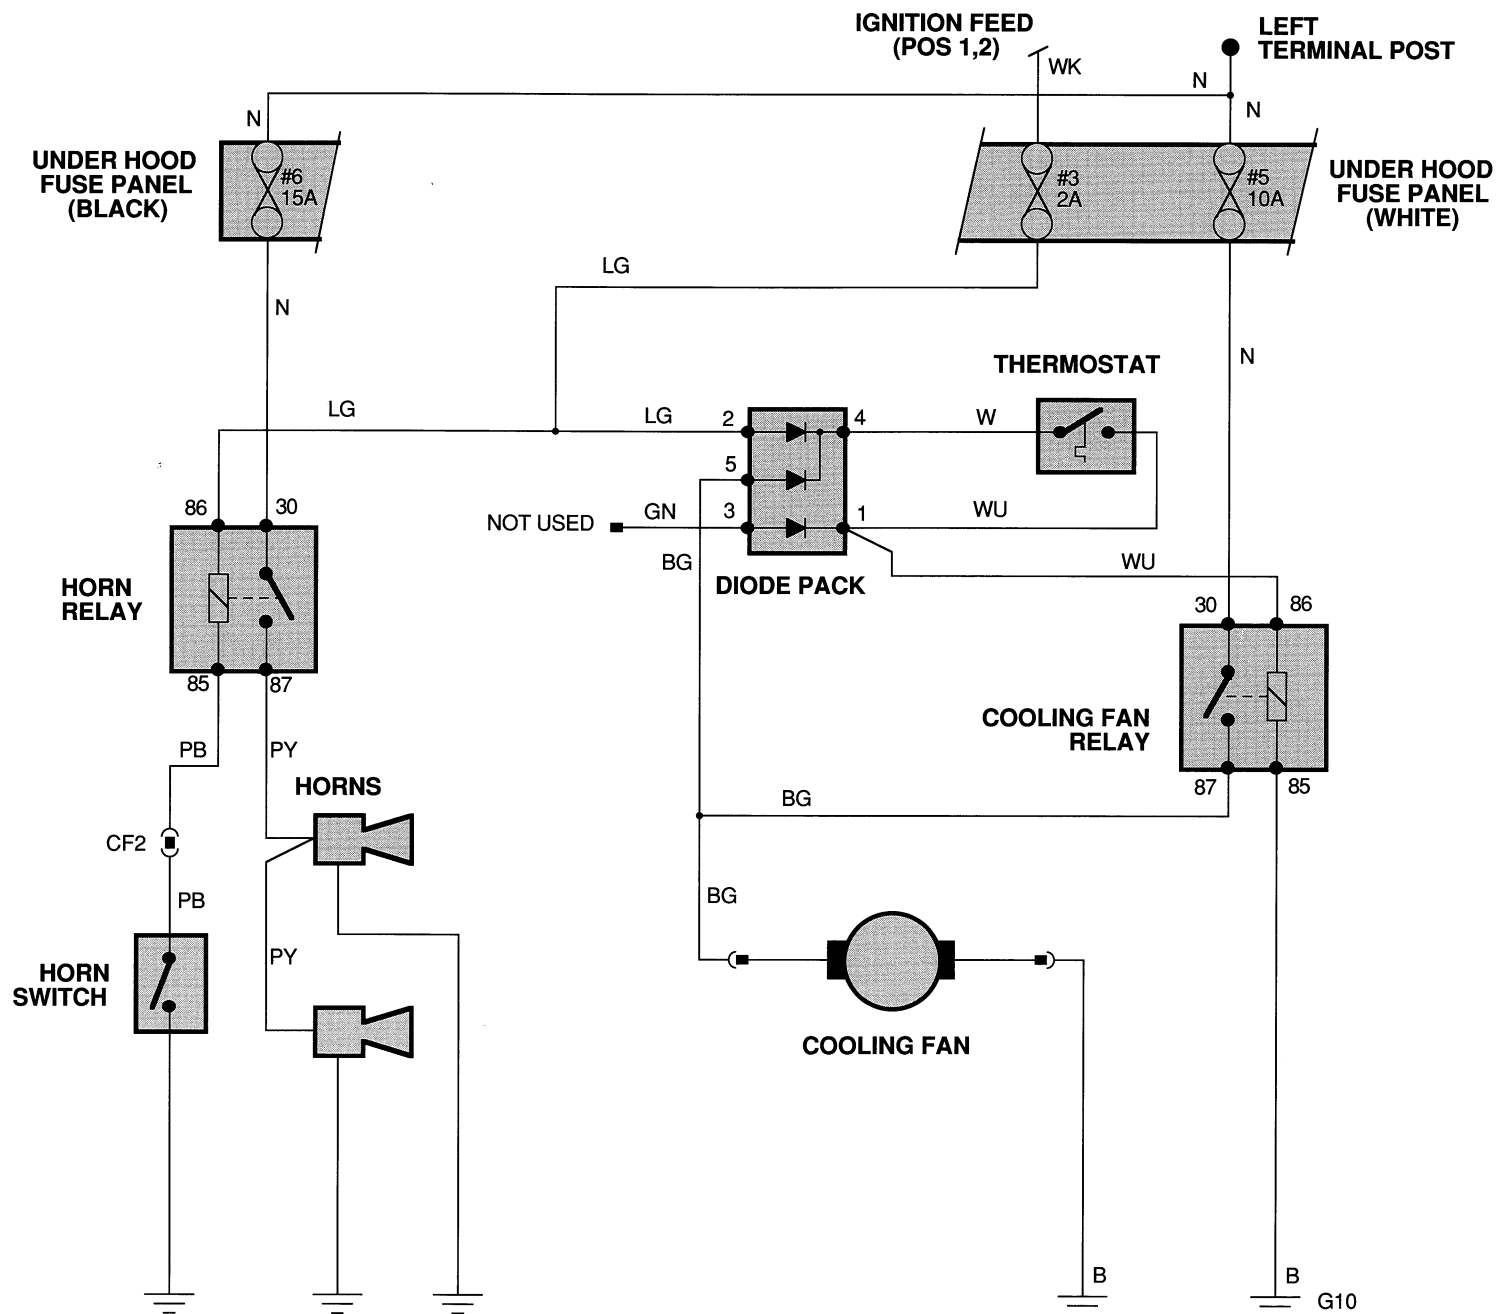 IGNITION FEED
(POS 1,2)
LEFT
TERMINAL POST
WK
N
N
N
UNDER HOOD
FUSE PANEL
(BLACK)
#6
15A
#3
2A
#5
10A
UNDER HOOD
FUSE PANEL
(WHITE)
LG
N
N
THERMOSTAT
LG
LG
2
4
W
5
NOT USED
GN
3
1
WU
86
30
BG
WU
DIODE PACK
HORN
RELAY
30
86
85
87
COOLING FAN
RELAY
PB
PY
HORNS
87
85
BG
CF2
PB
BG
PY
HORN
SWITCH
COOLING FAN
B
B
G10